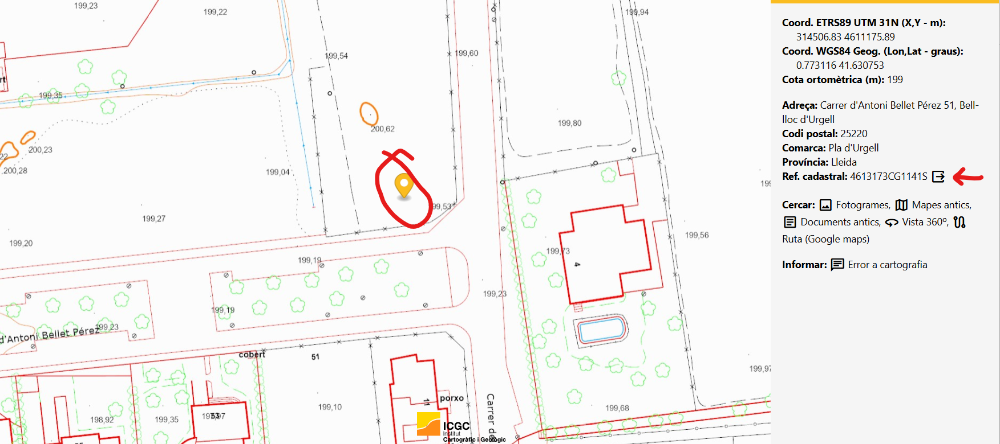 199,23
199,22
199,94
199,54
199,60
199,35
200,62
199,80
200,23
200,28
199,04
199,53
199,27
199,20
199,56
199,73
4
199,19
199,23
199,19
199,23
d'Antoni Bellet Pérez
cobert
51
11
porxo
199,97
199,10
199,68
198,92
199,35
53
Carrer de
ICGC
Institut
Cartogràfic i Geològic
Coord. ETRS89 UTM 31N (X,Y - m):
314506.83 4611175.89
Coord. WGS84 Geog. (Lon,Lat - graus):
0.773116 41.630753
Cota ortomètrica (m): 199
Adreça: Carrer d'Antoni Bellet Pérez 51, Bell-
lloc d'Urgell
Codi postal: 25220
Comarca: Pla d'Urgell
Província: Lleida
Ref. cadastral: 4613173CG1141S
Cercar: Fotogrames, Mapes antics,
Documents antics, Vista 360º,
Ruta (Google maps)
Informar: Error a cartografia